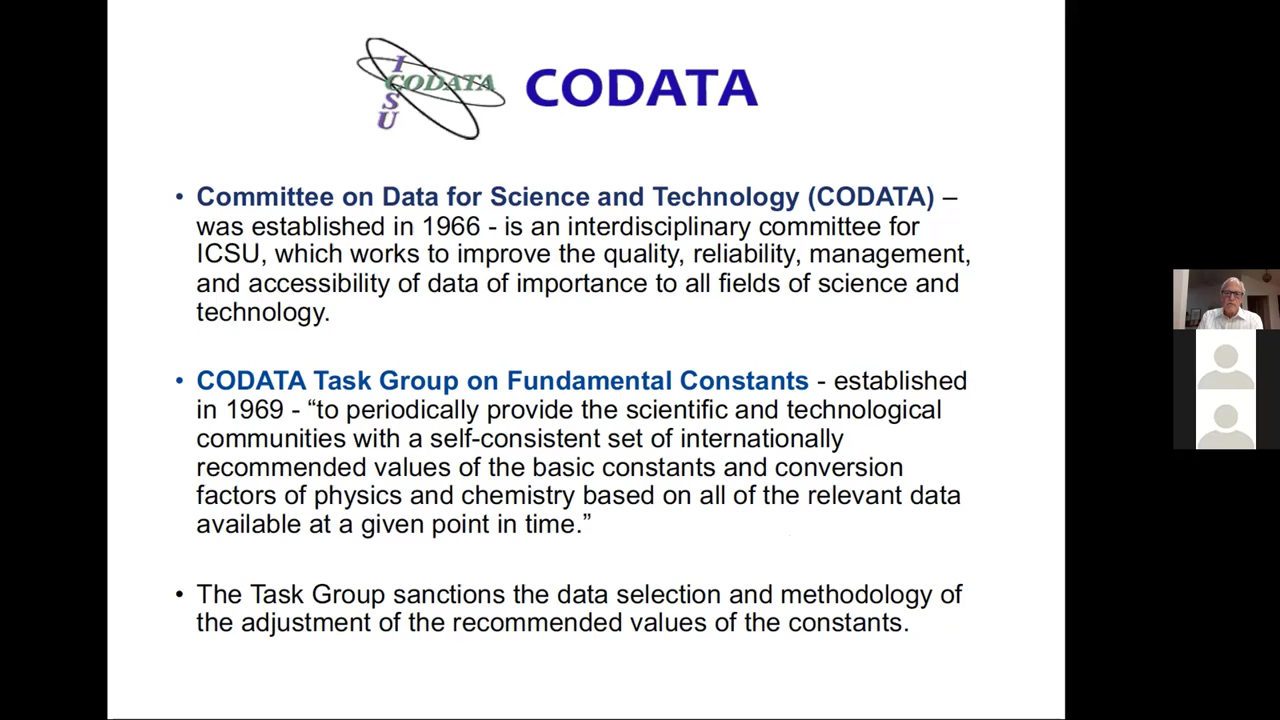 I
CODATA
S
U
CODATA
• Committee on Data for Science and Technology (CODATA) –
was established in 1966 - is an interdisciplinary committee for
ICSU, which works to improve the quality, reliability, management,
and accessibility of data of importance to all fields of science and
technology.
• CODATA Task Group on Fundamental Constants - established
in 1969 - “to periodically provide the scientific and technological
communities with a self-consistent set of internationally
recommended values of the basic constants and conversion
factors of physics and chemistry based on all of the relevant data
available at a given point in time.”
• The Task Group sanctions the data selection and methodology of
the adjustment of the recommended values of the constants.